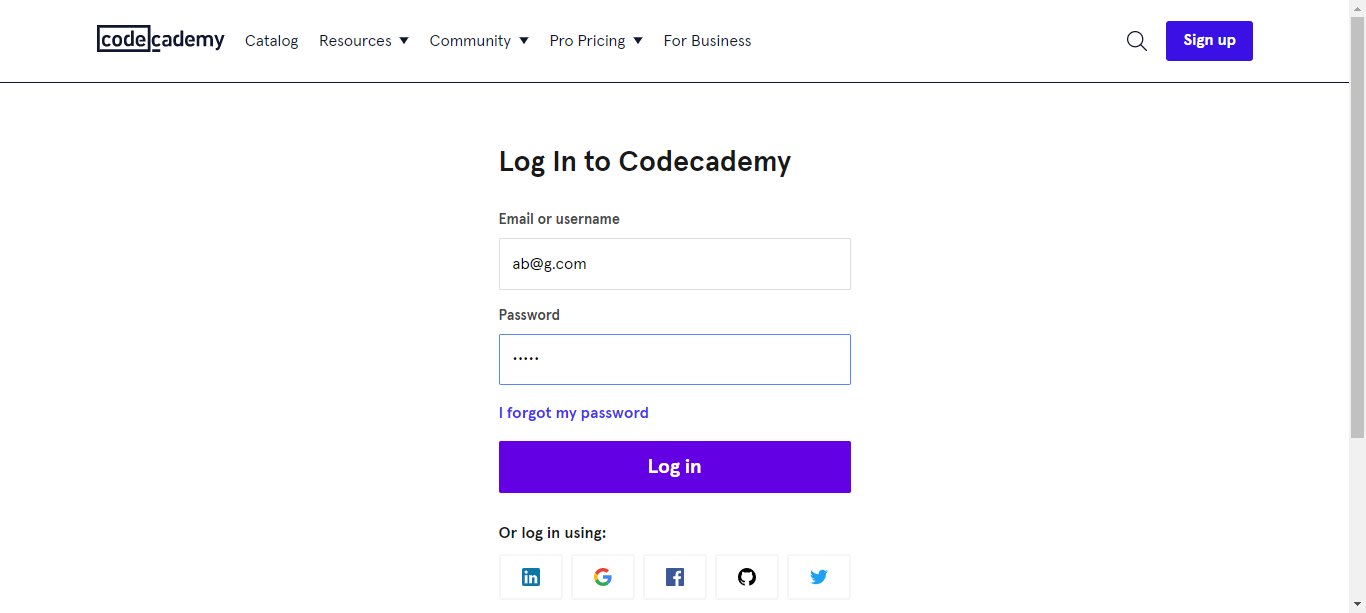 codecademy Catalog Resources Community Pro Pricing For Business Sign up
Log In to Codecademy
Email or username
ab@g.com
Password
•••••
I forgot my password
Log in
Or log in using: